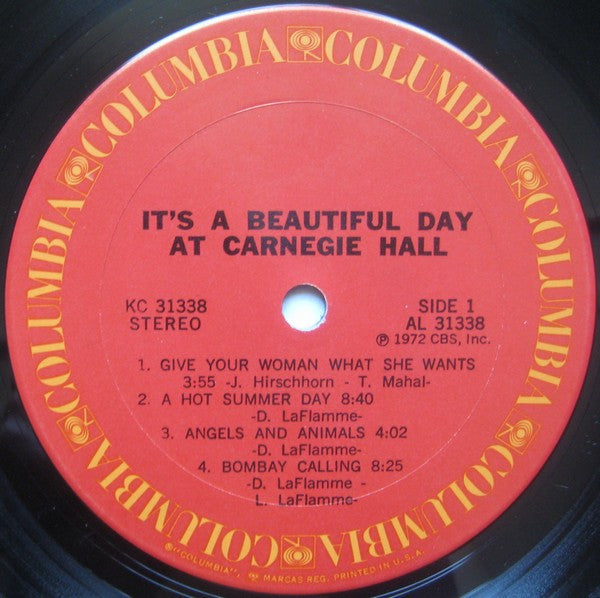 COLUMBIA COLUMBIA COLUMBIA COLUMBIA COLUMBIA COLUMBIA
IT'S A BEAUTIFUL DAY
AT CARNEGIE HALL
KC 31338
STEREO
SIDE 1
AL 31338
Ⓟ 1972 CBS, Inc.
1. GIVE YOUR WOMAN WHAT SHE WANTS
3:55 -J. Hirschhorn - T. Mahal-
2. A HOT SUMMER DAY 8:40
-D. LaFlamme-
3. ANGELS AND ANIMALS 4:02
-D. LaFlamme-
4. BOMBAY CALLING 8:25
-D. LaFlamme -
L. LaFlamme-
®"COLUMBIA", MARCAS REG. PRINTED IN U.S.A.